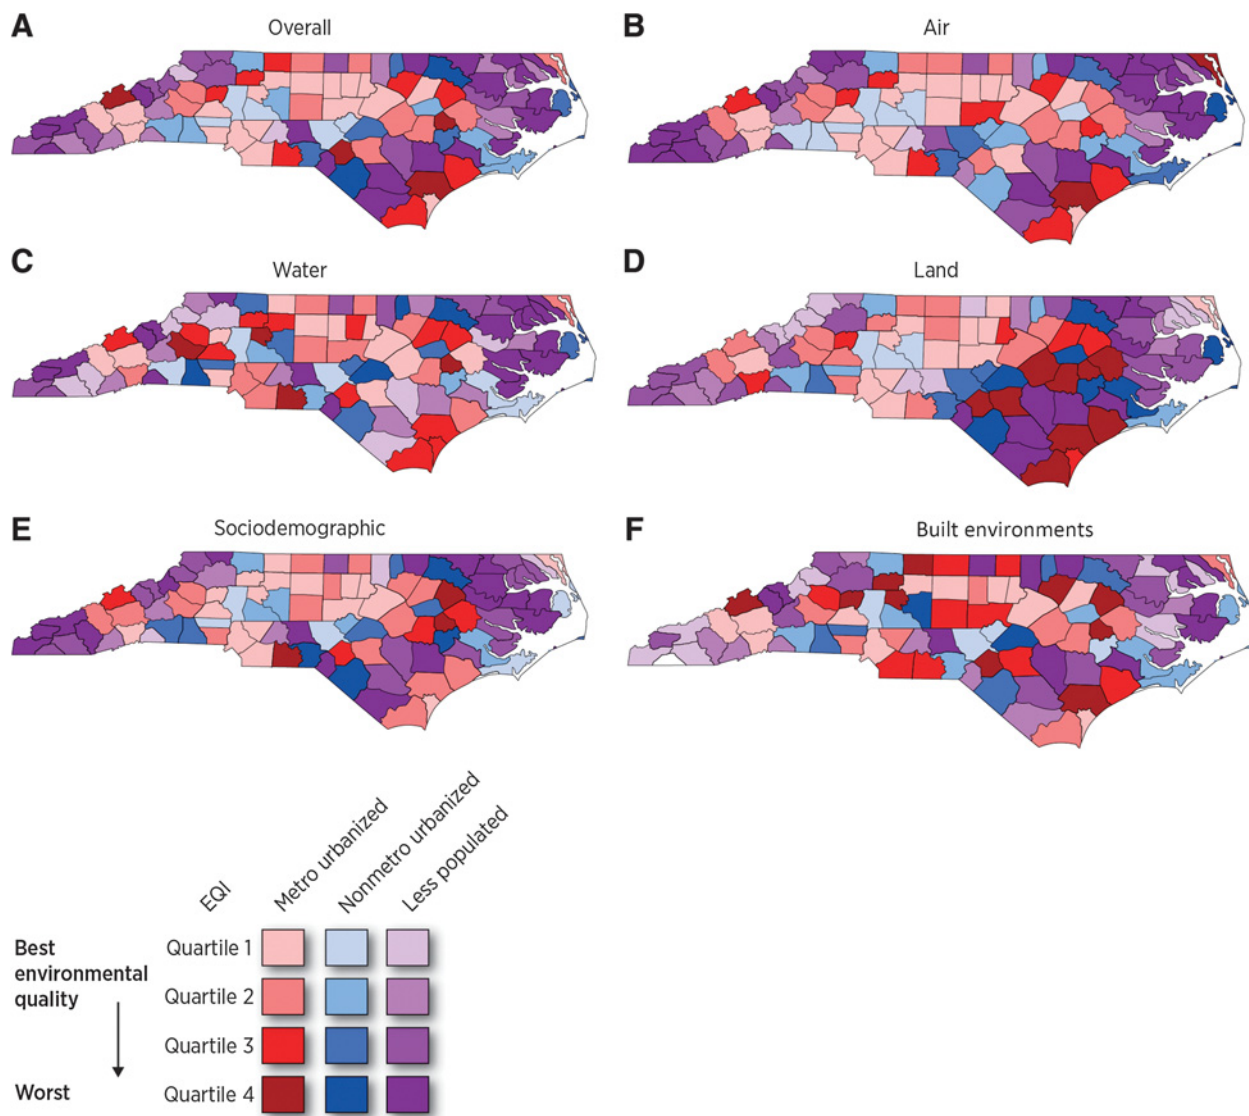 A
Overall
B
Air
C
Water
D
Land
E
Sociodemographic
F
Built environments
EQI
Metro urbanized
Nonmetro urbanized
Less populated
Best
environmental
quality
Worst
Quartile 1
Quartile 2
Quartile 3
Quartile 4